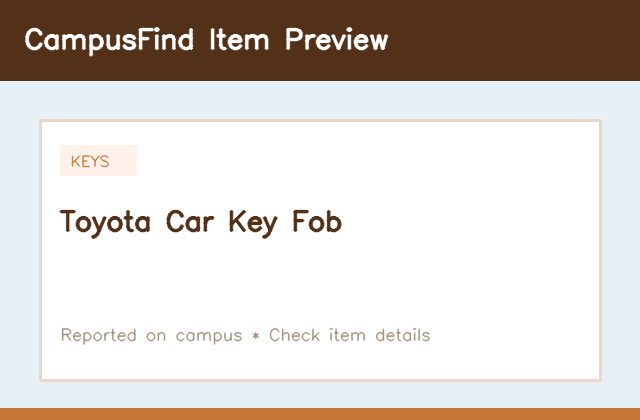 CampusFind Item Preview
KEYS
Toyota Car Key Fob
Reported on campus * Check item details